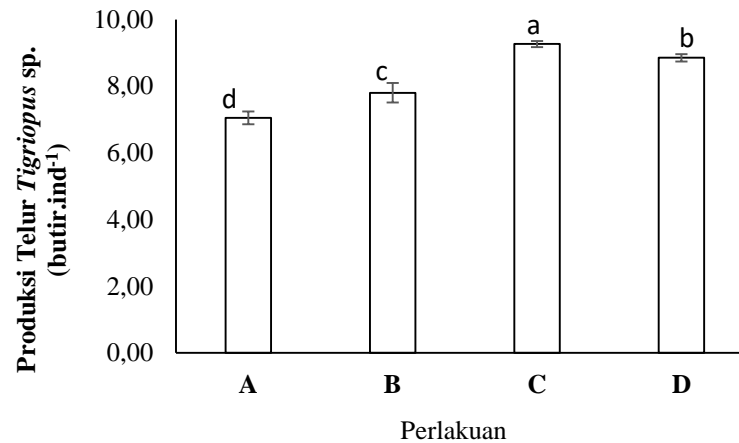 Produksi Telur Tigriopus sp.
(butir.ind-1)
10,00
8,00
6,00
4,00
2,00
0,00
d
c
a
b
A B C D
Perlakuan